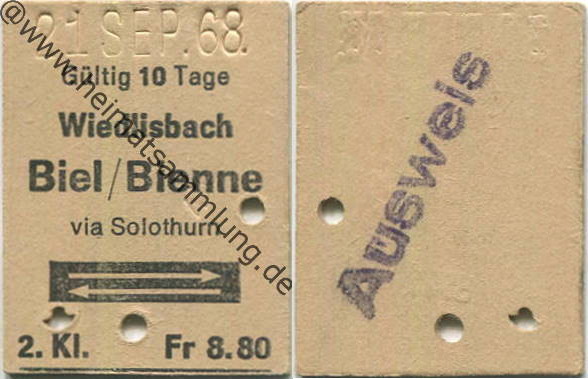 21 SEP. 68.
Gültig 10 Tage
Wiedlisbach
Biel/Bienne
via Solothurn
2. Kl. Fr 8.80
@www.heimatsammlung.de
Ausweis